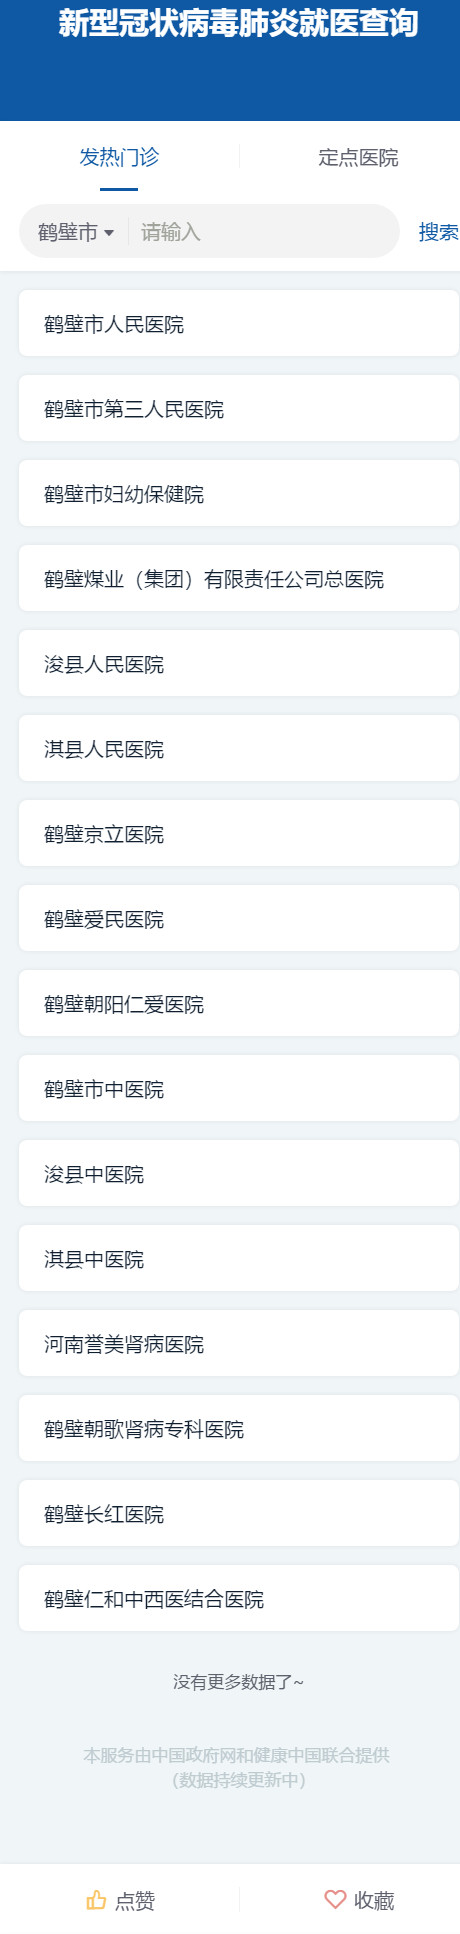 新型冠状病毒肺炎就医查询
发热门诊 定点医院
鹤壁市 请输入 搜索
鹤壁市人民医院
鹤壁市第三人民医院
鹤壁市妇幼保健院
鹤壁煤业（集团）有限责任公司总医院
浚县人民医院
淇县人民医院
鹤壁京立医院
鹤壁爱民医院
鹤壁朝阳仁爱医院
鹤壁市中医院
浚县中医院
淇县中医院
河南誉美肾病医院
鹤壁朝歌肾病专科医院
鹤壁长红医院
鹤壁仁和中西医结合医院
没有更多数据了~
本服务由中国政府网和健康中国联合提供
（数据持续更新中）
点赞 收藏